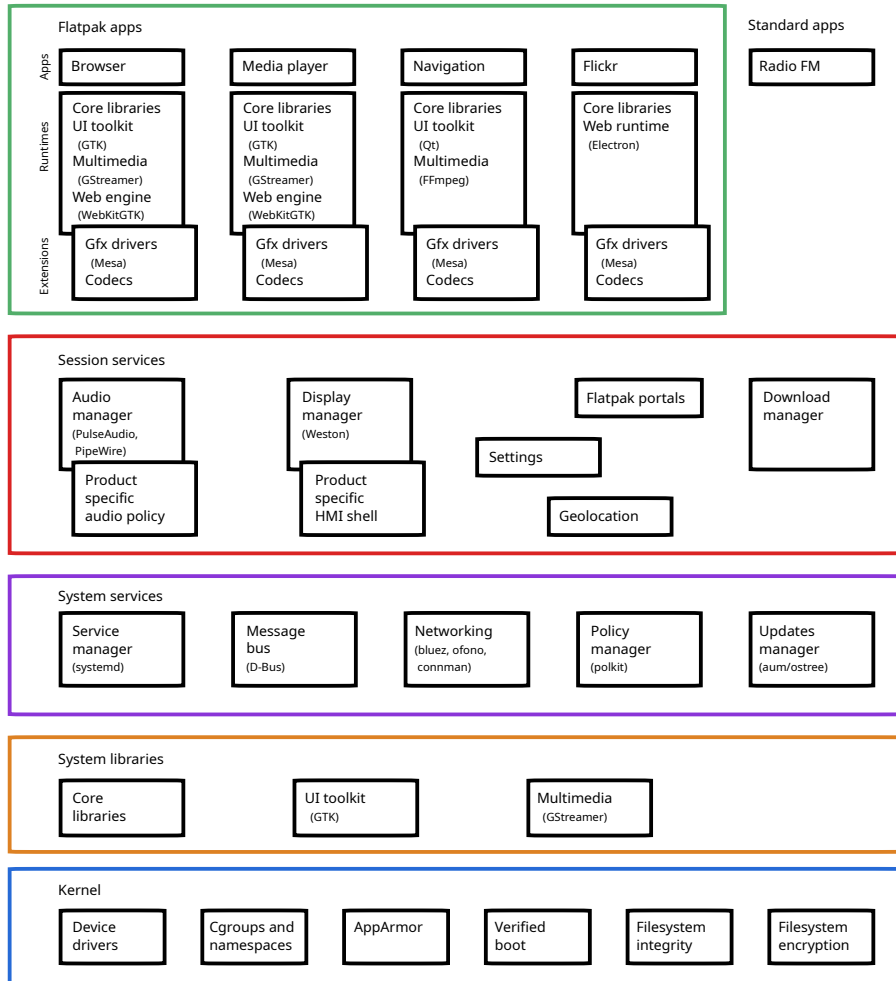 Flatpak apps
Standard apps
Apps
Browser
Media player
Navigation
Flickr
Radio FM
Runtimes
Core libraries
UI toolkit
(GTK)
Multimedia
(GStreamer)
Web engine
(WebKitGTK)
Core libraries
UI toolkit
(GTK)
Multimedia
(GStreamer)
Web engine
(WebKitGTK)
Core libraries
UI toolkit
(Qt)
Multimedia
(FFmpeg)
Core libraries
Web runtime
(Electron)
Extensions
Gfx drivers
(Mesa)
Codecs
Gfx drivers
(Mesa)
Codecs
Gfx drivers
(Mesa)
Codecs
Gfx drivers
(Mesa)
Codecs
Session services
Audio
manager
(PulseAudio,
PipeWire)
Product
specific
audio policy
Display
manager
(Weston)
Product
specific
HMI shell
Flatpak portals
Settings
Geolocation
Download
manager
System services
Service
manager
(systemd)
Message
bus
(D-Bus)
Networking
(bluez, ofono,
connman)
Policy
manager
(polkit)
Updates
manager
(aum/ostree)
System libraries
Core
libraries
UI toolkit
(GTK)
Multimedia
(GStreamer)
Kernel
Device
drivers
Cgroups and
namespaces
AppArmor
Verified
boot
Filesystem
integrity
Filesystem
encryption